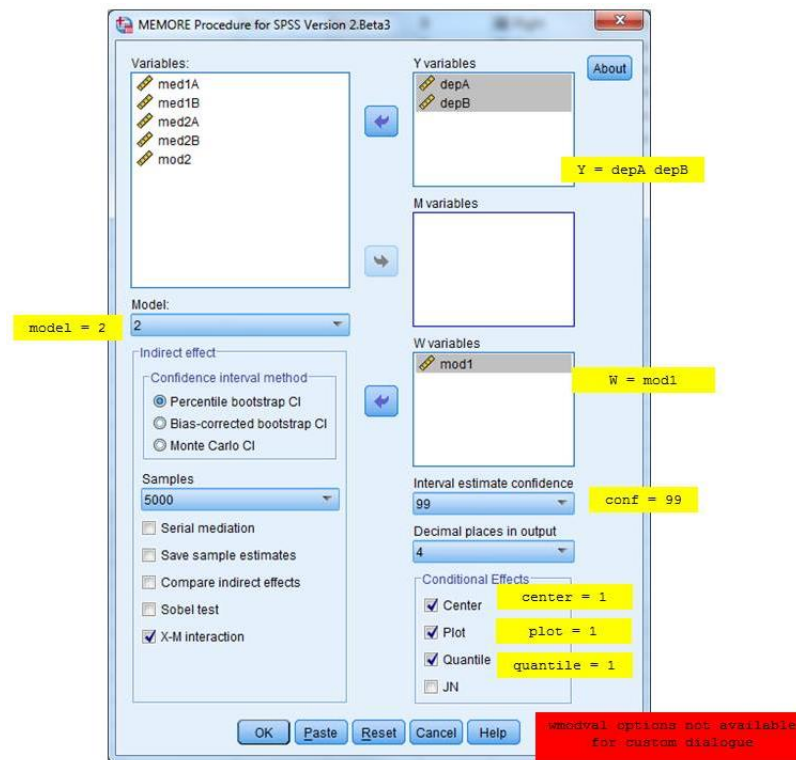 MEMORE Procedure for SPSS Version 2.Beta3
Variables:
med1A
med1B
med2A
med2B
mod2
Y variables
depA
depB
About
Y = depA depB
M variables
Model:
2
model = 2
W variables
mod1
W = mod1
Indirect effect
Confidence interval method
Percentile bootstrap CI
Bias-corrected bootstrap CI
Monte Carlo CI
Samples
5000
Serial mediation
Save sample estimates
Compare indirect effects
Sobel test
X-M interaction
Interval estimate confidence
99
conf = 99
Decimal places in output
4
Conditional Effects
Center
center = 1
Plot
plot = 1
Quantile
quantile = 1
JN
OK
Paste
Reset
Cancel
Help
wmodval options not available
for custom dialogue